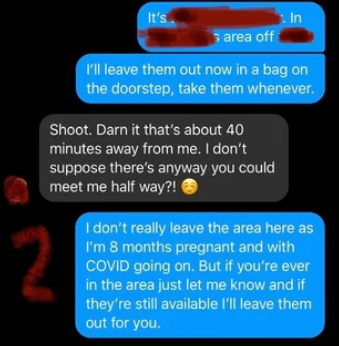 It's . In
s area off
I'll leave them out now in a bag on
the doorstep, take them whenever.
Shoot. Darn it that's about 40
minutes away from me. I don't
suppose there's anyway you could
meet me half way?! ☺️
2
I don't really leave the area here as
I'm 8 months pregnant and with
COVID going on. But if you're ever
in the area just let me know and if
they're still available I'll leave them
out for you.